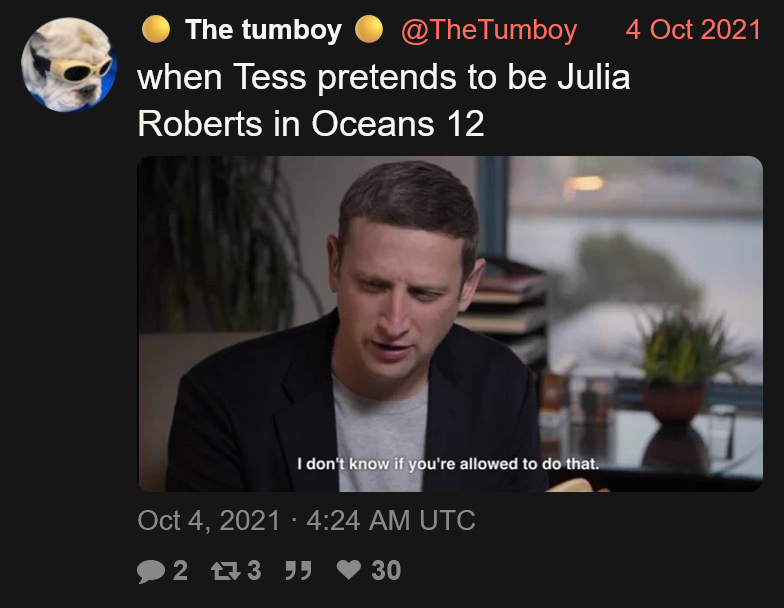 The tumboy @TheTumboy 4 Oct 2021
when Tess pretends to be Julia
Roberts in Oceans 12
I don't know if you're allowed to do that.
Oct 4, 2021 · 4:24 AM UTC
2 3 30